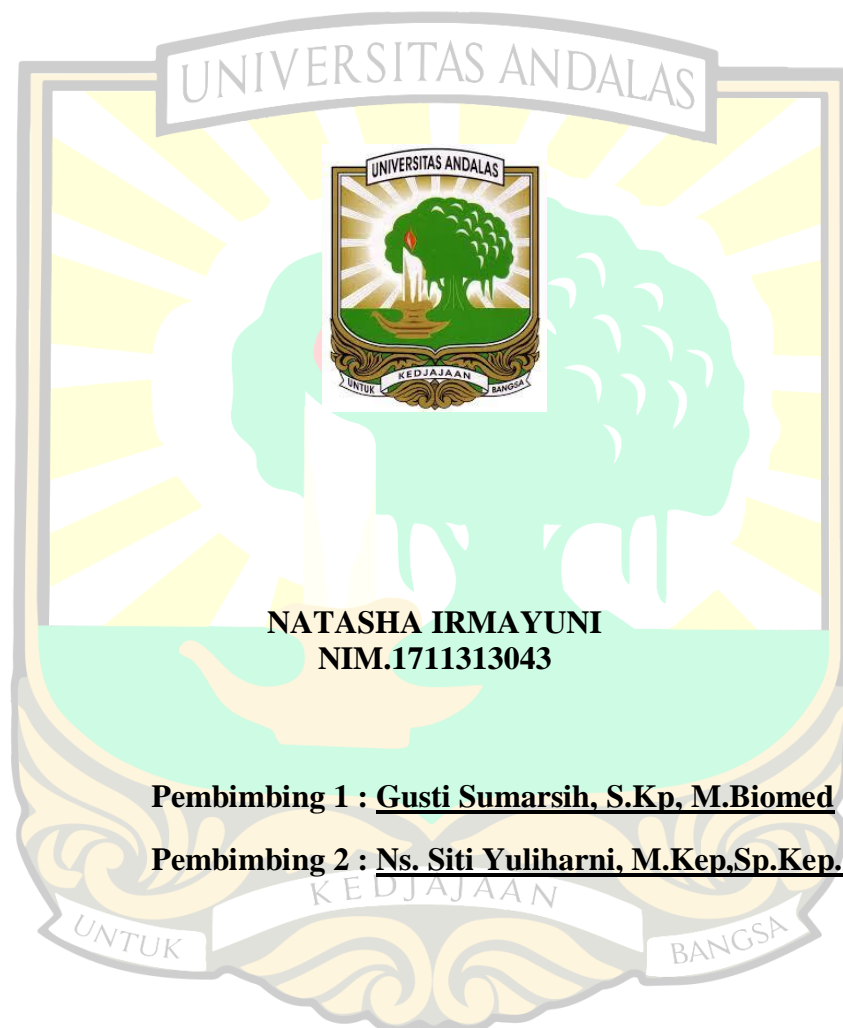 UNIVERSITAS ANDALAS
UNIVERSITAS ANDALAS
UNTUK KEDJAJAAN BANGSA
NATASHA IRMAYUNI
NIM.1711313043
Pembimbing 1 : Gusti Sumarsih, S.Kp, M.Biomed
Pembimbing 2 : Ns. Siti Yuliharni, M.Kep,Sp.Kep.
UNTUK KEDJAJAAN BANGSA